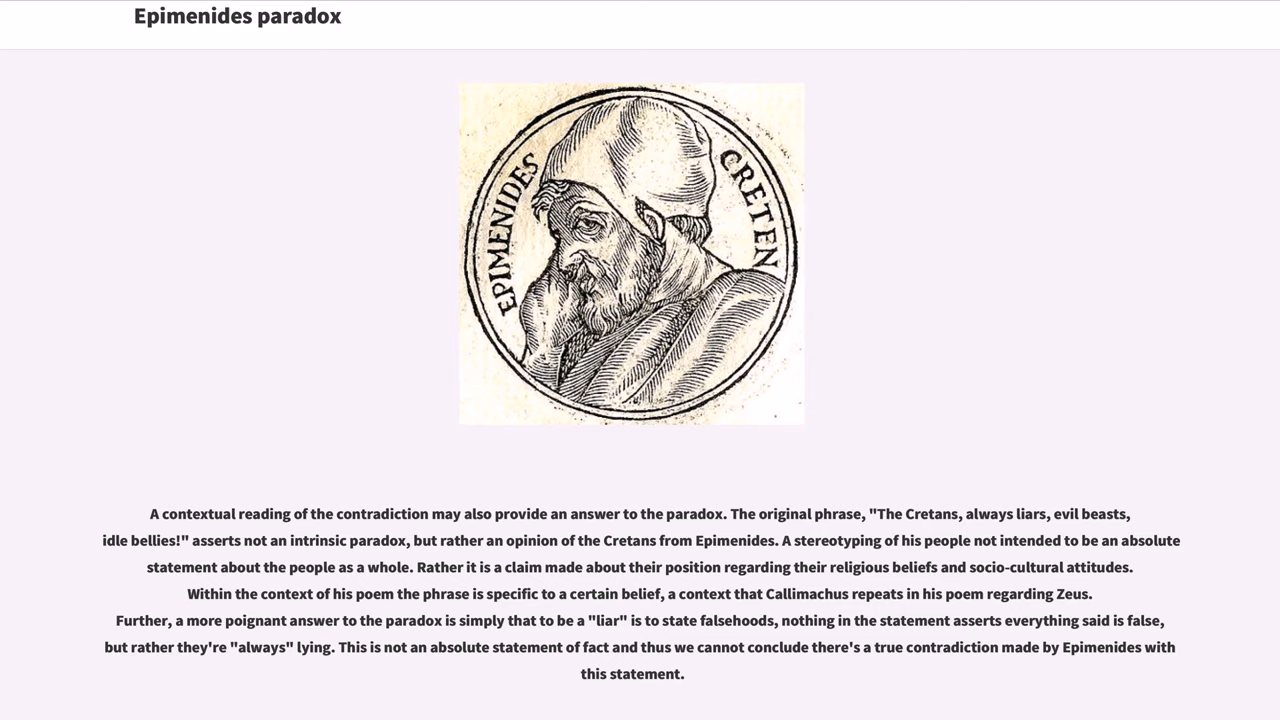 Epimenides paradox
EPIMENIDES
CRETEN
A contextual reading of the contradiction may also provide an answer to the paradox. The original phrase, "The Cretans, always liars, evil beasts,
idle bellies!" asserts not an intrinsic paradox, but rather an opinion of the Cretans from Epimenides. A stereotyping of his people not intended to be an absolute
statement about the people as a whole. Rather it is a claim made about their position regarding their religious beliefs and socio-cultural attitudes.
Within the context of his poem the phrase is specific to a certain belief, a context that Callimachus repeats in his poem regarding Zeus.
Further, a more poignant answer to the paradox is simply that to be a "liar" is to state falsehoods, nothing in the statement asserts everything said is false,
but rather they're "always" lying. This is not an absolute statement of fact and thus we cannot conclude there's a true contradiction made by Epimenides with
this statement.